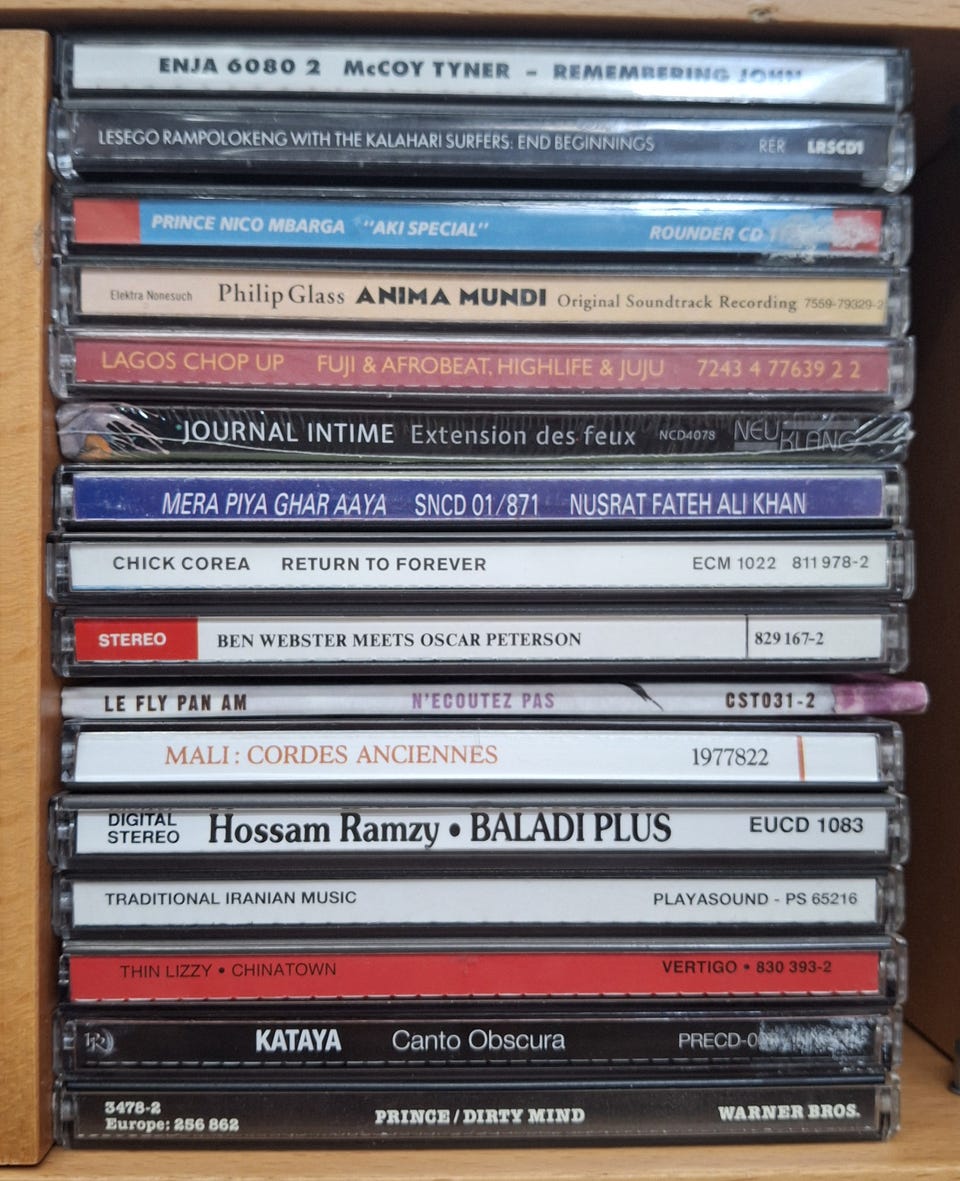 ENJA 6080 2 McCOY TYNER - REMEMBERING JOHN
LESEGO RAMPOLOKENG WITH THE KALAHARI SURFERS: END BEGINNINGS RER LRSCD1
PRINCE NICO MBARGA "AKI SPECIAL" ROUNDER CD
Elektra Nonesuch Philip Glass ANIMA MUNDI Original Soundtrack Recording 7559-79329-2
LAGOS CHOP UP FUJI & AFROBEAT, HIGHLIFE & JUJU 7243 4 77639 2 2
JOURNAL INTIME Extension des feux NCD4078 NEU
KLANG
MERA PIYA GHAR AAYA SNCD 01/871 NUSRAT FATEH ALI KHAN
CHICK COREA RETURN TO FOREVER ECM 1022 811 978-2
STEREO BEN WEBSTER MEETS OSCAR PETERSON 829 167-2
LE FLY PAN AM N'ECOUTEZ PAS CST031-2
MALI : CORDES ANCIENNES 1977822
DIGITAL
STEREO Hossam Ramzy • BALADI PLUS EUCD 1083
TRADITIONAL IRANIAN MUSIC PLAYASOUND - PS 65216
THIN LIZZY • CHINATOWN VERTIGO • 830 393-2
KATAYA Canto Obscura
3478-2
Europe: 256 862 PRINCE / DIRTY MIND WARNER BROS.